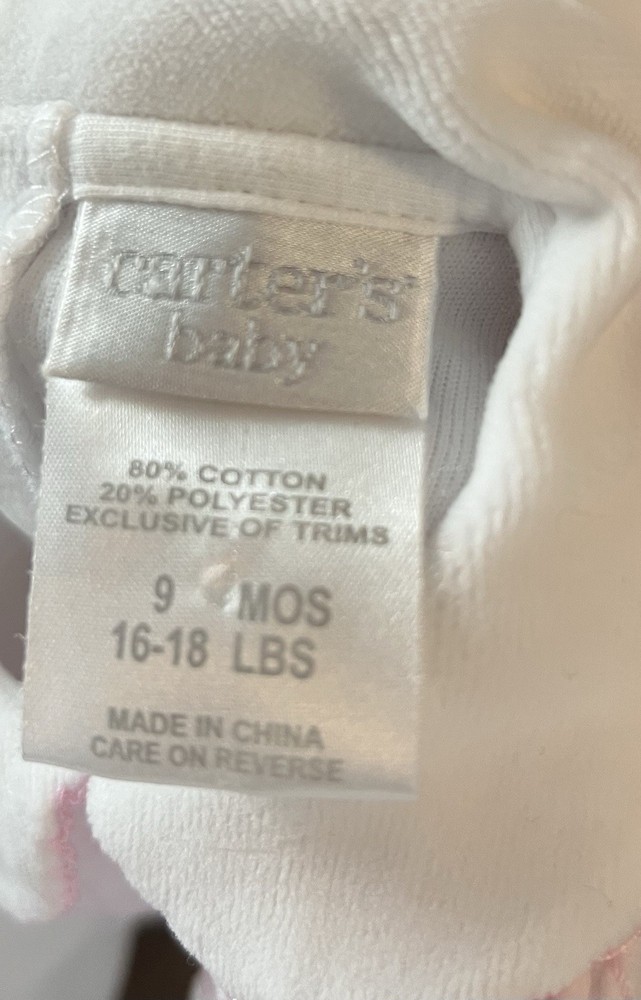 carter's
baby
80% COTTON
20% POLYESTER
EXCLUSIVE OF TRIMS
9 MOS
16-18 LBS
MADE IN CHINA
CARE ON REVERSE